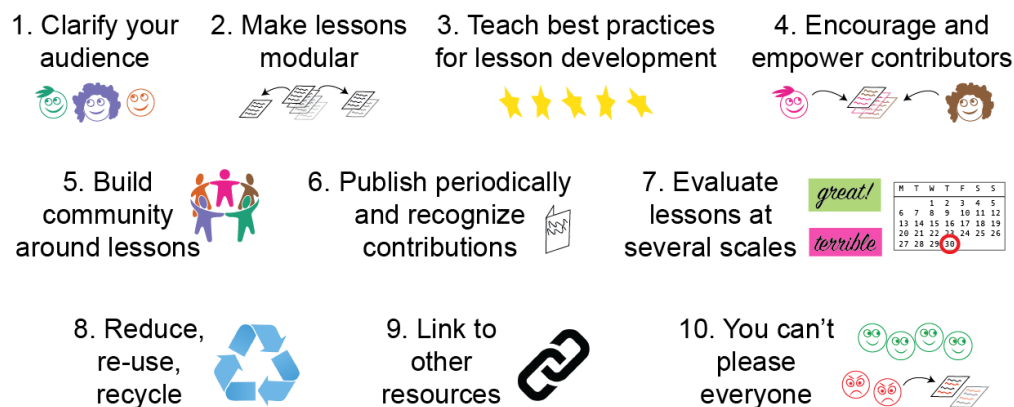 1. Clarify your
audience
2. Make lessons
modular
3. Teach best practices
for lesson development
4. Encourage and
empower contributors
5. Build
community
around lessons
6. Publish periodically
and recognize
contributions
7. Evaluate
lessons at
several scales
great!
terrible
M T W T F S S
1 2 3 4 5
6 7 8 9 10 11 12
13 14 15 16 17 18 19
20 21 22 23 24 25 26
27 28 29 30
8. Reduce,
re-use,
recycle
9. Link to
other
resources
10. You can't
please
everyone